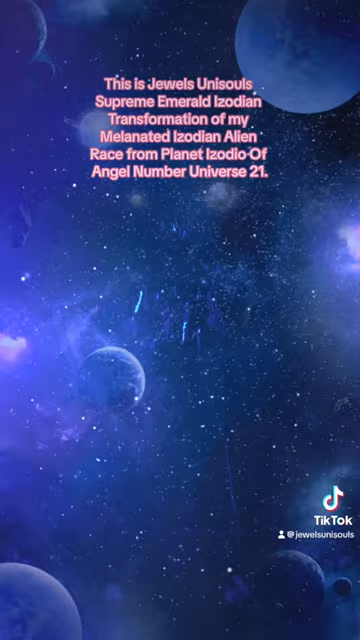 This is Jewels Unisouls
Supreme Emerald Izodian
Transformation of my
Melanated Izodian Alien
Race from Planet Izodio Of
Angel Number Universe 21.
TikTok
@jewelsunisouls